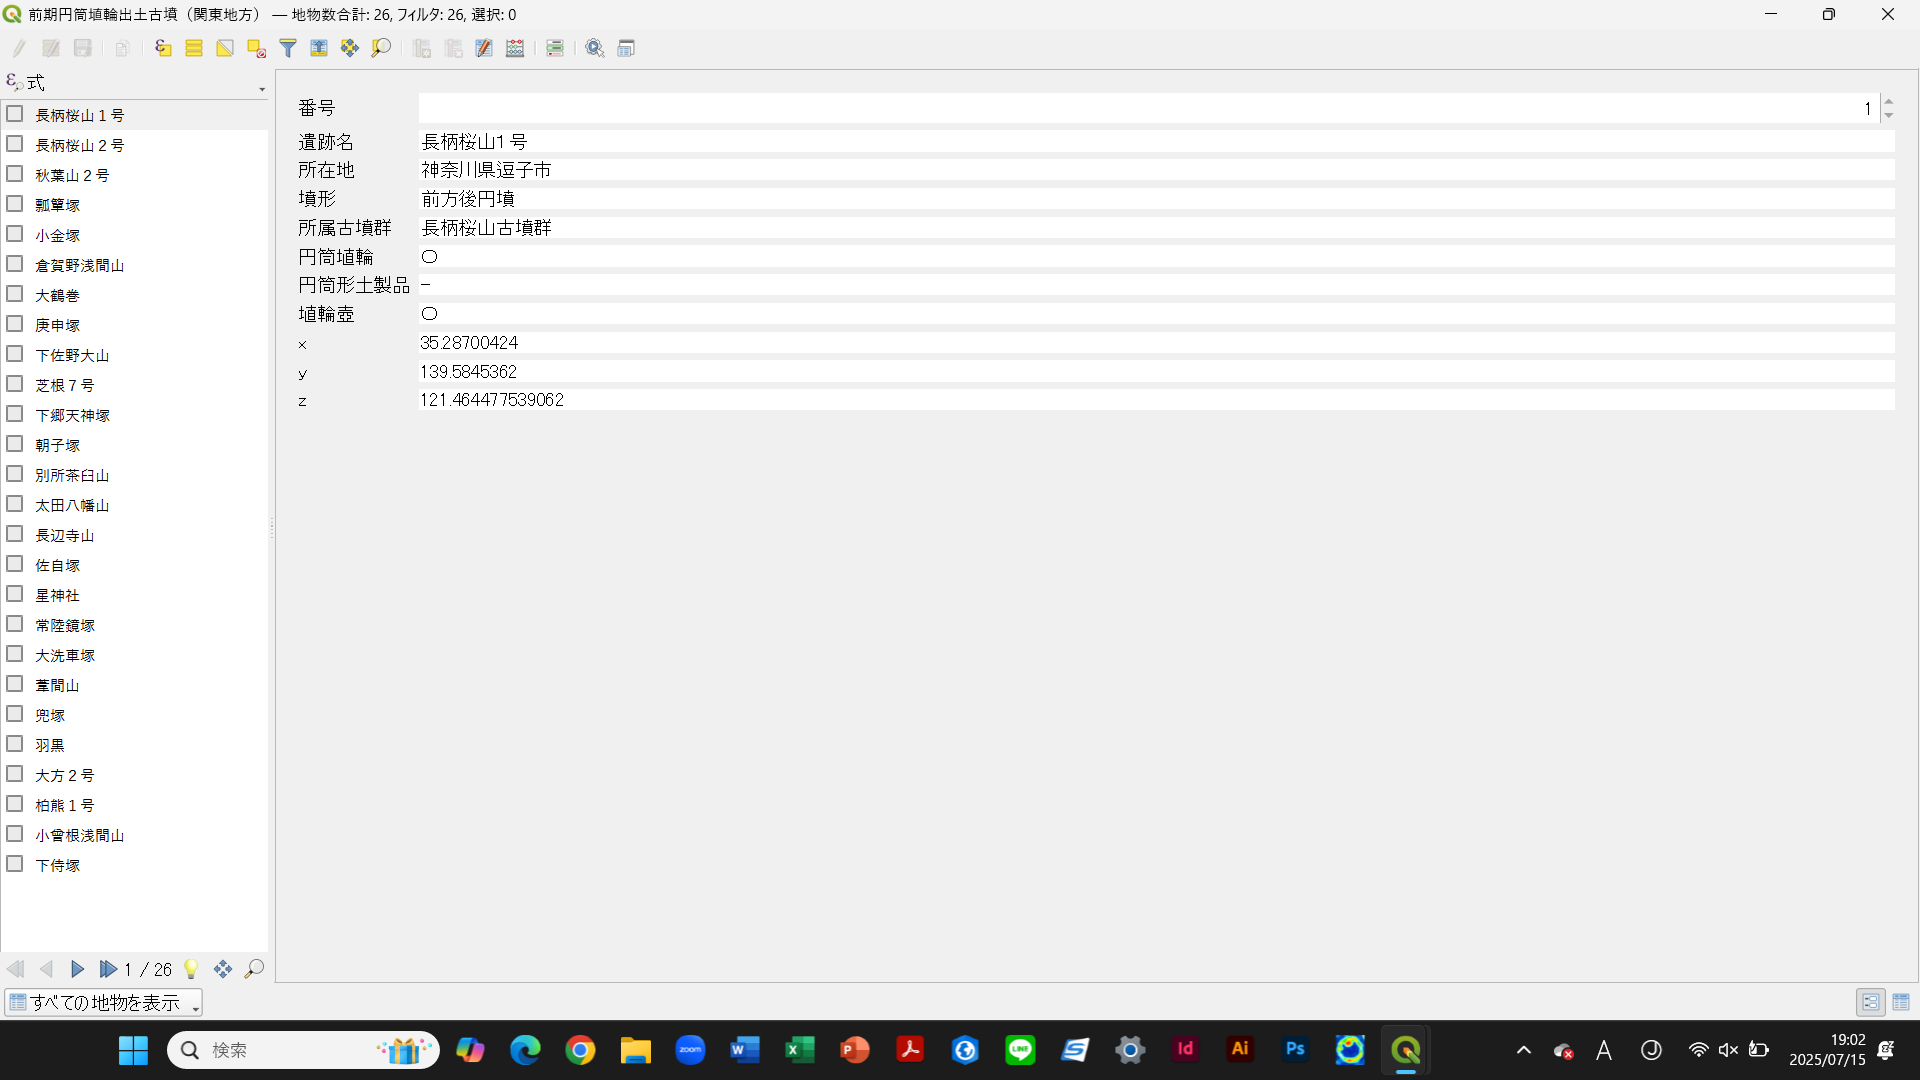 前期円筒埴輪出土古墳（関東地方） — 地物数合計: 26, フィルタ: 26, 選択: 0
式
長柄桜山１号
長柄桜山２号
秋葉山２号
瓢箪塚
小金塚
倉賀野浅間山
大鶴巻
庚申塚
下佐野大山
芝根７号
下郷天神塚
朝子塚
別所茶臼山
太田八幡山
長辺寺山
佐自塚
星神社
常陸鏡塚
大洗車塚
葦間山
兜塚
羽黒
大方２号
柏熊１号
小曾根浅間山
下侍塚
1 / 26
すべての地物を表示
番号 1
遺跡名 長柄桜山1号
所在地 神奈川県逗子市
墳形 前方後円墳
所属古墳群 長柄桜山古墳群
円筒埴輪 〇
円筒形土製品 −
埴輪壺 〇
x 35.28700424
y 139.5845362
z 121.464477539062
検索
zoom
W
X
P
LINE
S
Id
Ai
Ps
A
J
19:02
2025/07/15